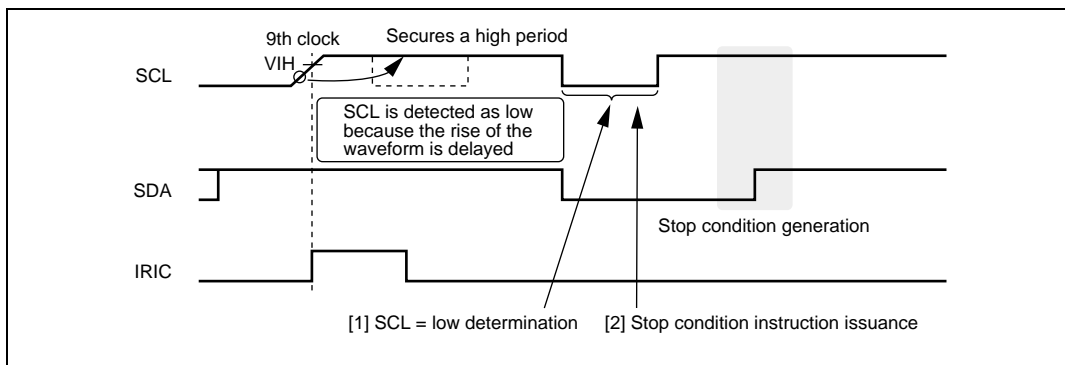 9th clock
Secures a high period
VIH
SCL
SCL is detected as low
because the rise of the
waveform is delayed
SDA
Stop condition generation
IRIC
[1] SCL = low determination
[2] Stop condition instruction issuance